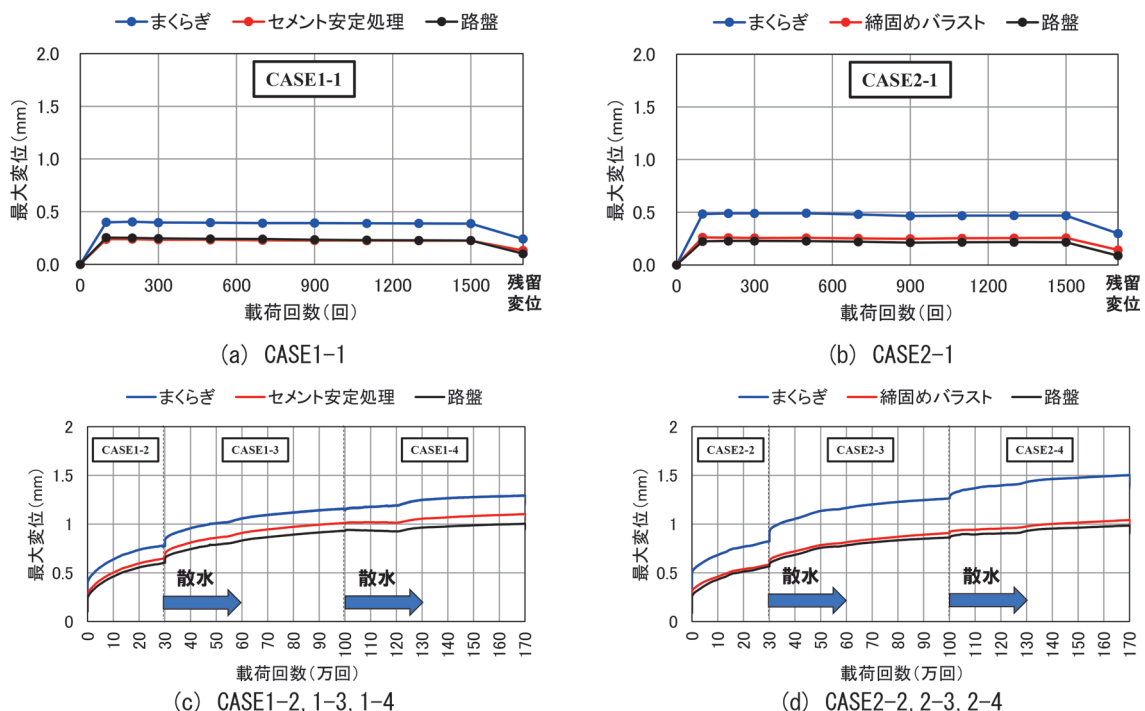 まくらぎ セメント安定処理 路盤
最大変位(mm)
2.0
1.5
1.0
0.5
0.0
CASE1-1
0 300 600 900 1200 1500 残留変位
載荷回数(回)
(a) CASE1-1
まくらぎ 締固めバラスト 路盤
最大変位(mm)
2.0
1.5
1.0
0.5
0.0
CASE2-1
0 300 600 900 1200 1500 残留変位
載荷回数(回)
(b) CASE2-1
まくらぎ セメント安定処理 路盤
最大変位(mm)
2
1.5
1
0.5
0
CASE1-2 CASE1-3 CASE1-4
散水 散水
0 10 20 30 40 50 60 70 80 90 100 110 120 130 140 150 160 170
載荷回数(万回)
(c) CASE1-2,1-3,1-4
まくらぎ 締固めバラスト 路盤
最大変位(mm)
2
1.5
1
0.5
0
CASE2-2 CASE2-3 CASE2-4
散水 散水
0 10 20 30 40 50 60 70 80 90 100 110 120 130 140 150 160 170
載荷回数(万回)
(d) CASE2-2,2-3,2-4